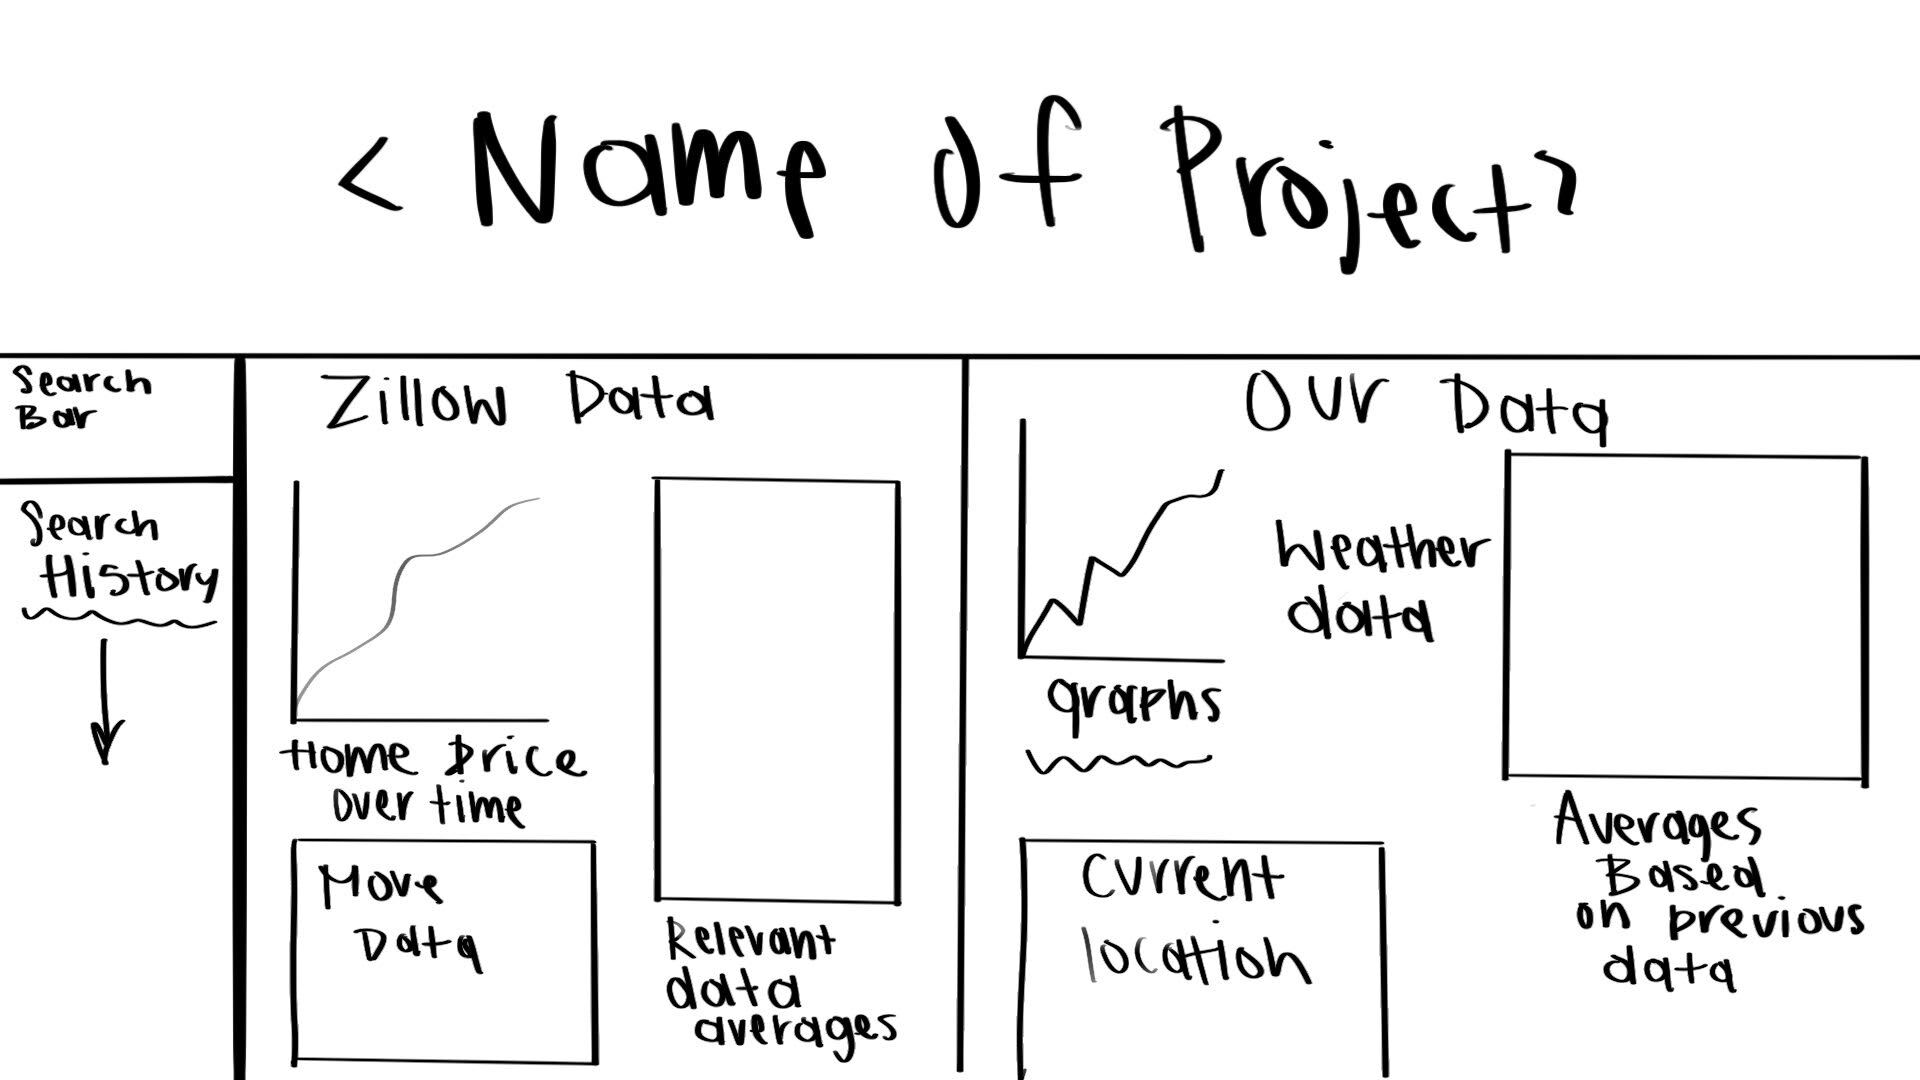 < Name Of Project>
Search
Bar
Search
History
Zillow Data
Home Price
over time
Move
Data
Relevant
data
averages
Our Data
graphs
Weather
data
Current
location
Averages
Based
on previous
data